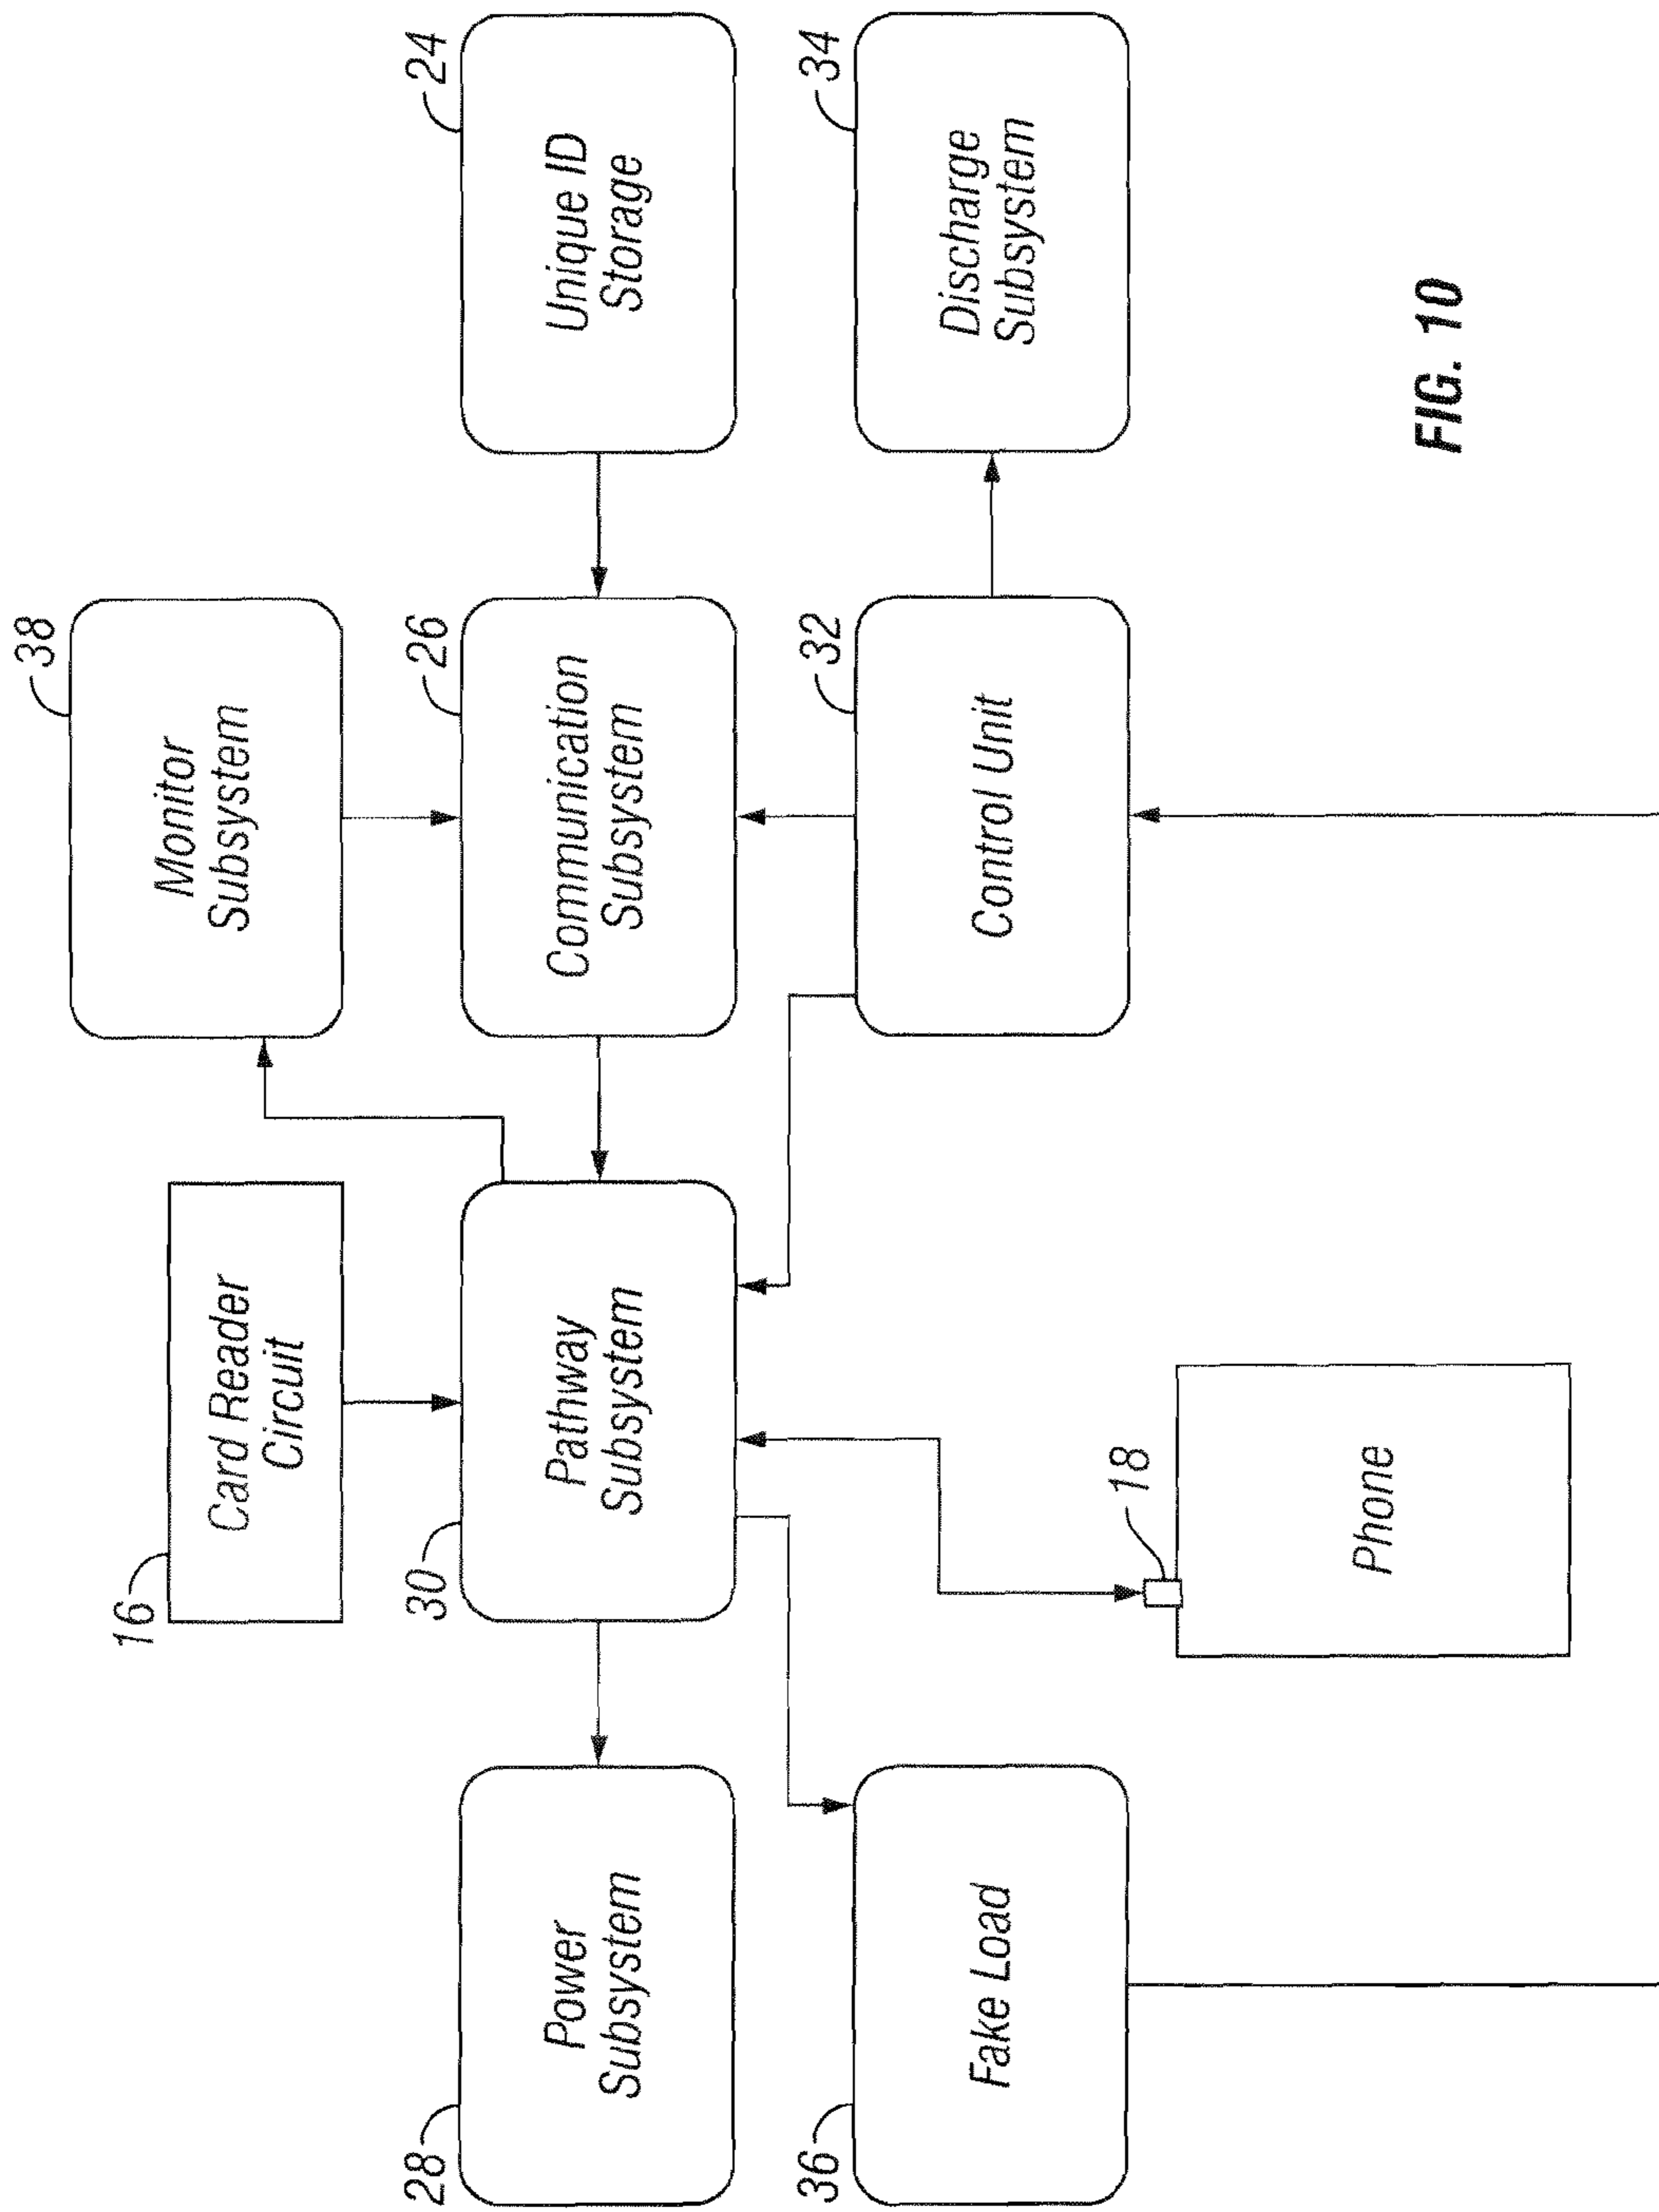 16
Card Reader
Circuit
38
Monitor
Subsystem
28
Power
Subsystem
30
Pathway
Subsystem
26
Communication
Subsystem
24
Unique ID
Storage
36
Fake Load
32
Control Unit
34
Discharge
Subsystem
18
Phone
FIG. 10